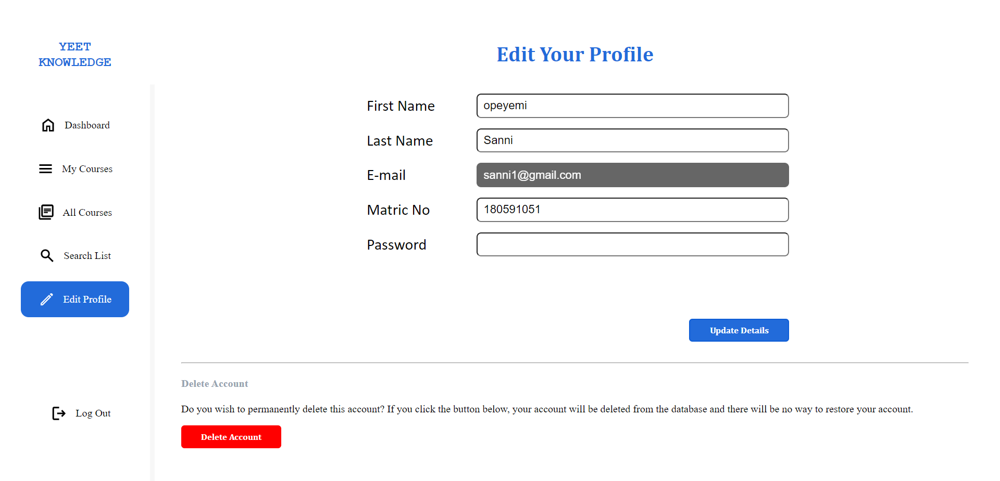 YEET
KNOWLEDGE
Dashboard
My Courses
All Courses
Search List
Edit Profile
Log Out
Edit Your Profile
First Name opeyemi
Last Name Sanni
E-mail sanni1@gmail.com
Matric No 180591051
Password
Update Details
Delete Account
Do you wish to permanently delete this account? If you click the button below, your account will be deleted from the database and there will be no way to restore your account.
Delete Account